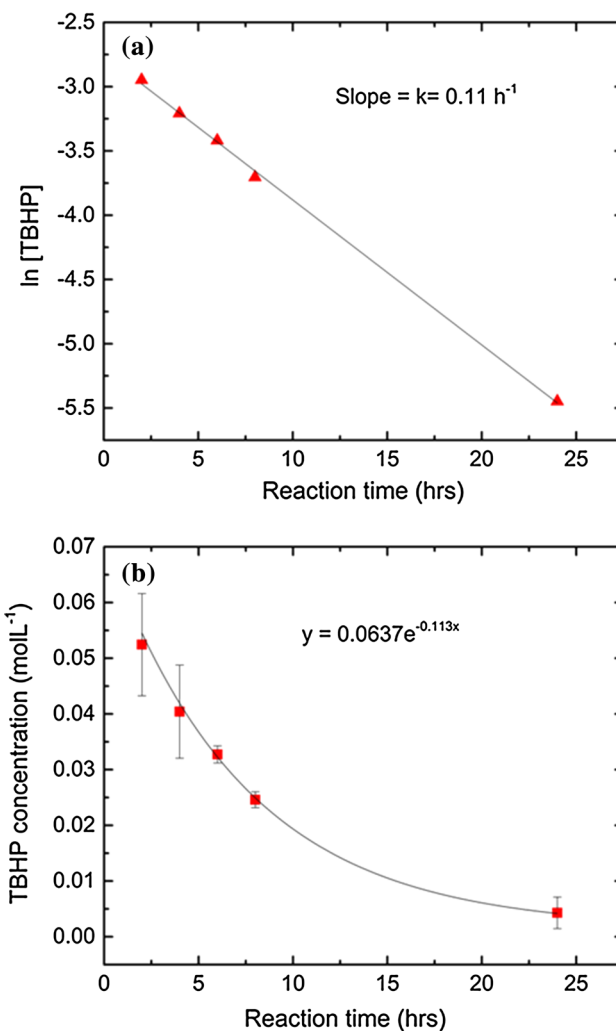 (a)
Slope = k= 0.11 h-1
-2.5
-3.0
-3.5
-4.0
-4.5
-5.0
-5.5
ln [TBHP]
0 5 10 15 20 25
Reaction time (hrs)
(b)
y = 0.0637e-0.113x
0.07
0.06
0.05
0.04
0.03
0.02
0.01
0.00
TBHP concentration (molL-1)
0 5 10 15 20 25
Reaction time (hrs)